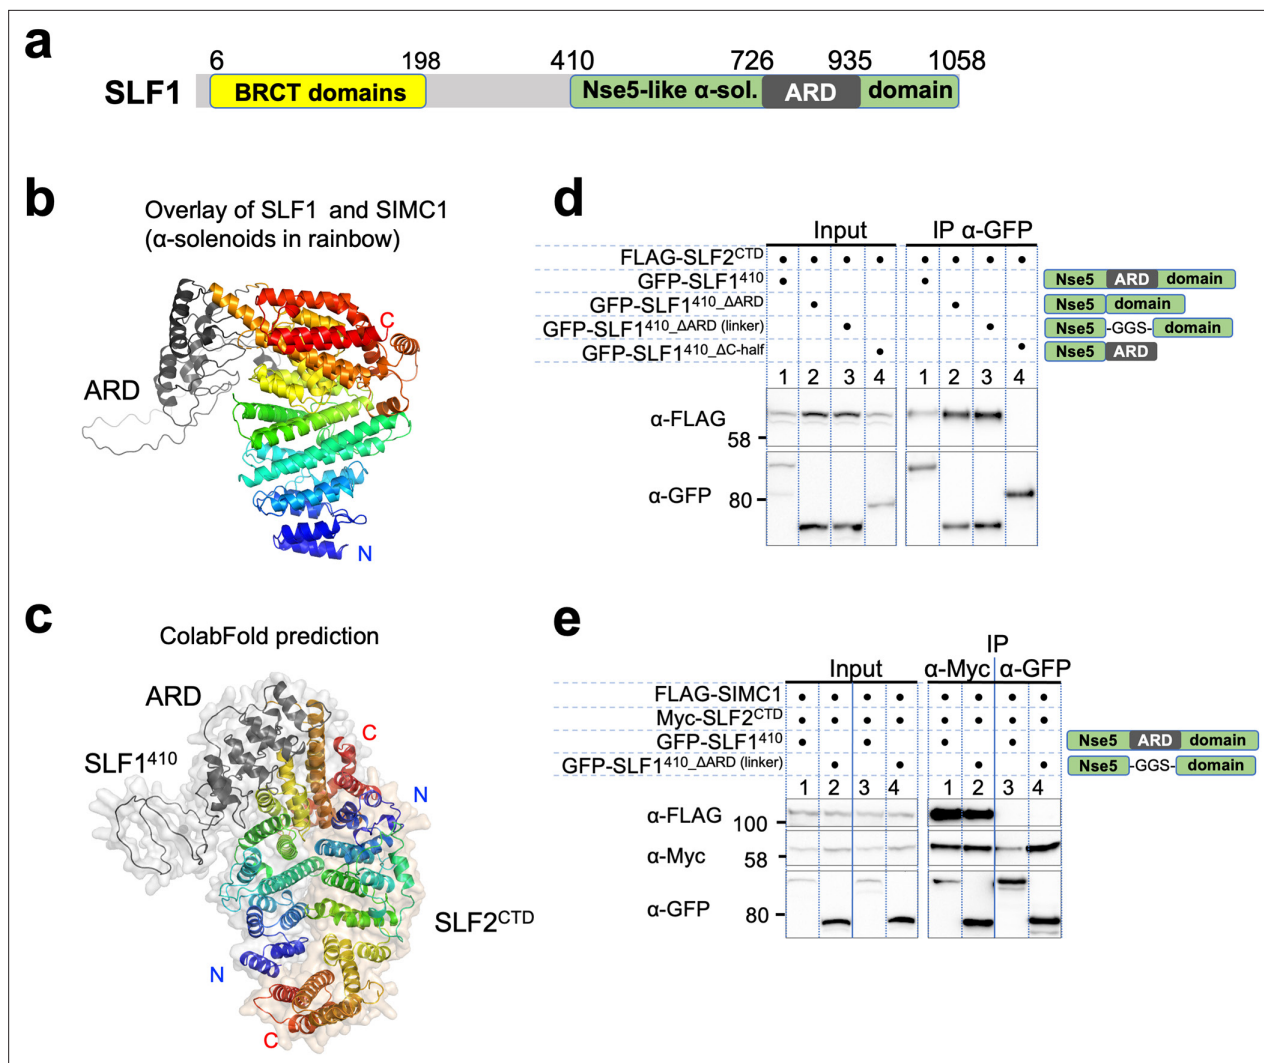 a
6 198 410 726 935 1058
SLF1 BRCT domains Nse5-like α-sol. ARD domain
b
Overlay of SLF1 and SIMC1
(α-solenoids in rainbow)
C
ARD
N
c
ColabFold prediction
ARD
C
SLF1410
N
SLF2CTD
N
C
d
Input IP α-GFP
FLAG-SLF2CTD
GFP-SLF1410 Nse5 ARD domain
GFP-SLF1410_ΔARD Nse5 domain
GFP-SLF1410_ΔARD (linker) Nse5 -GGS- domain
GFP-SLF1410_ΔC-half Nse5 ARD
1 2 3 4 1 2 3 4
α-FLAG
58
α-GFP 80
e
IP
Input α-Myc α-GFP
FLAG-SIMC1
Myc-SLF2CTD
GFP-SLF1410 Nse5 ARD domain
GFP-SLF1410_ΔARD (linker) Nse5 -GGS- domain
1 2 3 4 1 2 3 4
α-FLAG 100
α-Myc 58
α-GFP 80